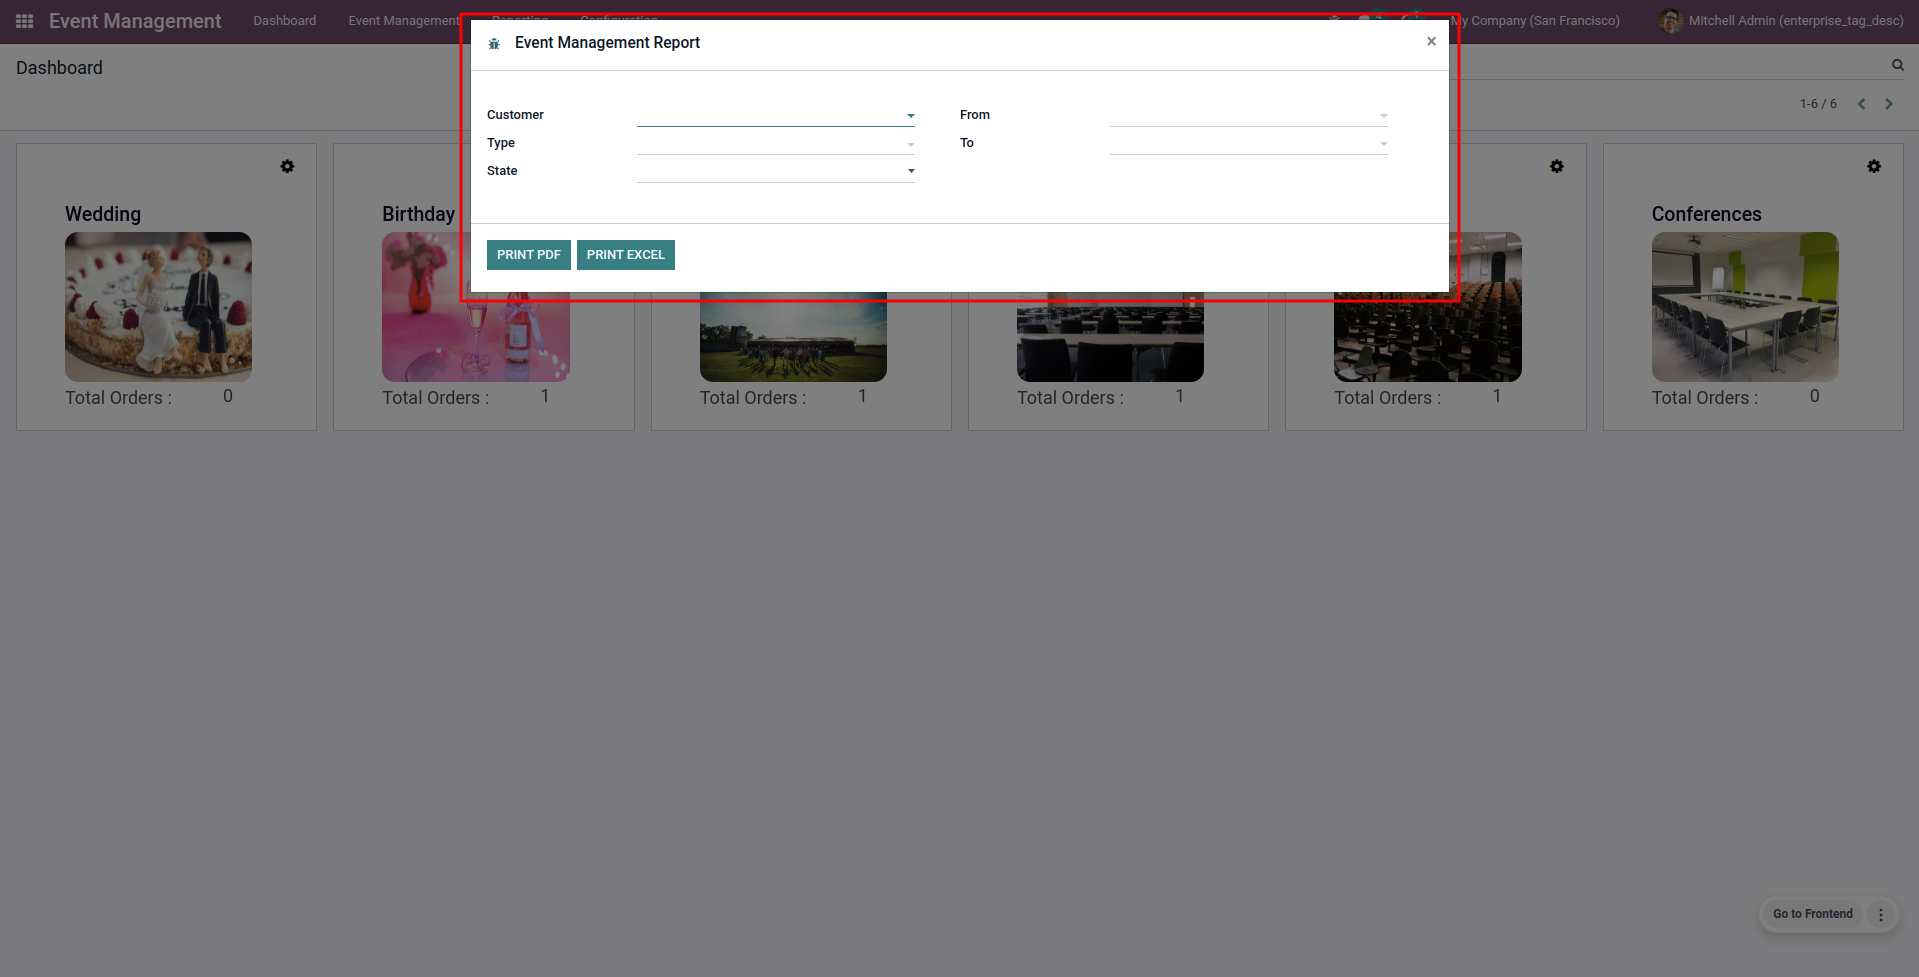 Event Management Dashboard Event Management Reporting Configuration My Company (San Francisco) Mitchell Admin (enterprise_tag_desc)
Dashboard
1-6 / 6
Event Management Report ×
Customer From
Type To
State
PRINT PDF PRINT EXCEL
Wedding Birthday Conferences
Total Orders : 0 Total Orders : 1 Total Orders : 1 Total Orders : 1 Total Orders : 1 Total Orders : 0
Go to Frontend